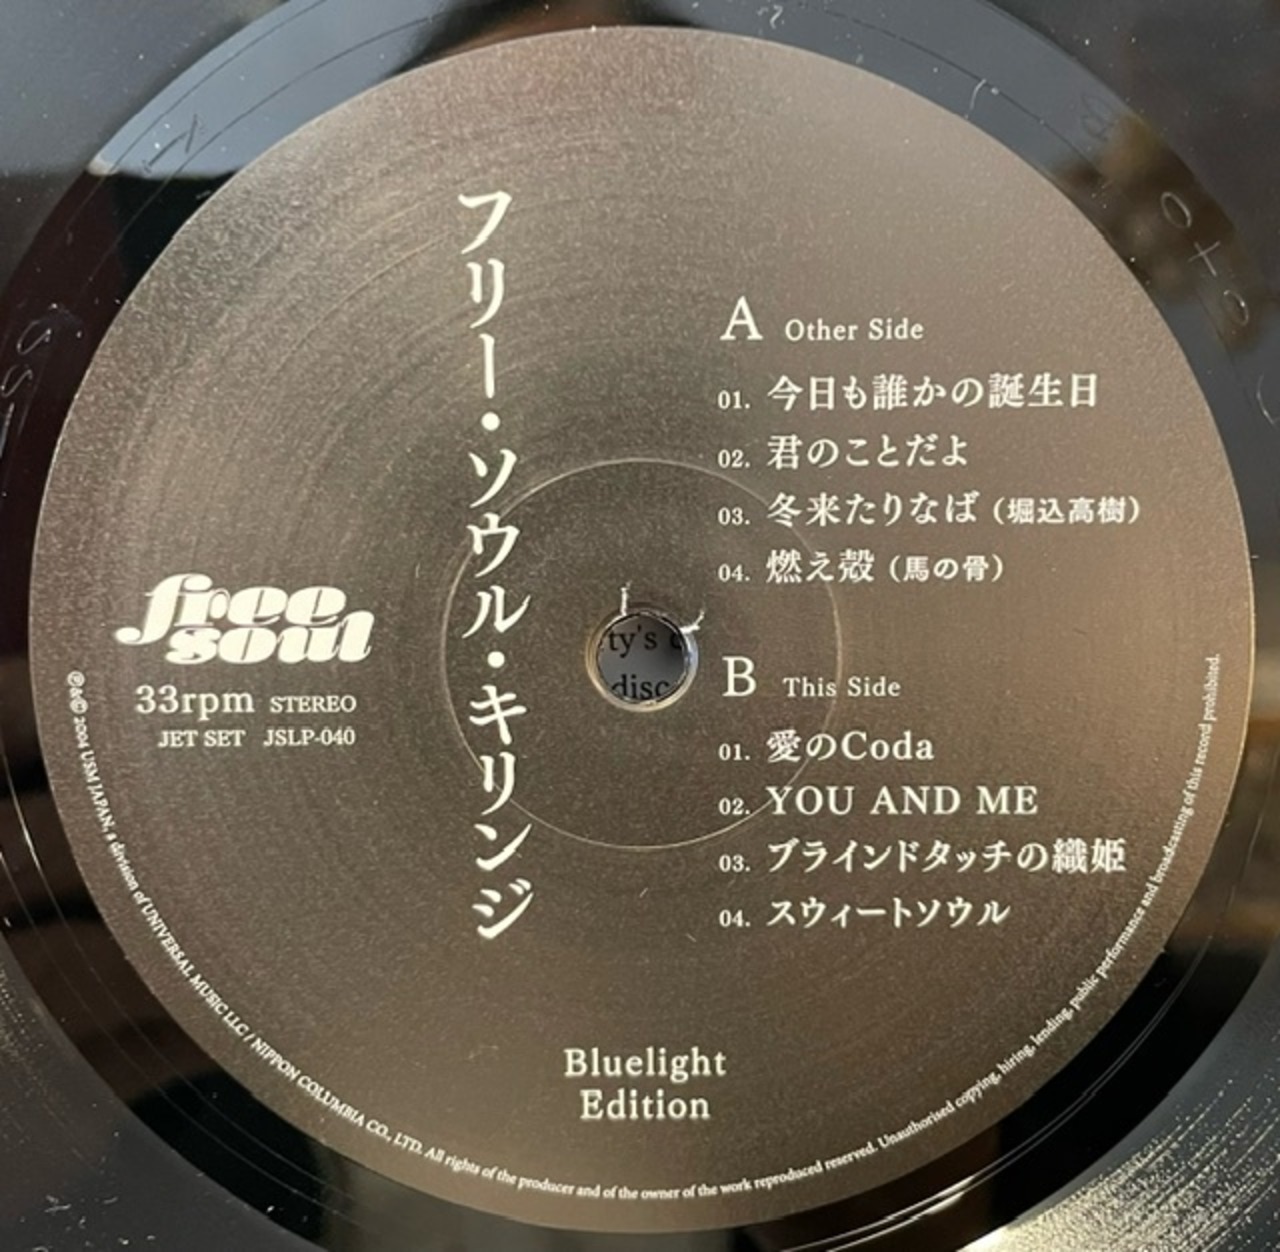 フリー・ソウル・キリンジ
free
soul
33rpm STEREO
JET SET JSLP-040
A Other Side
01. 今日も誰かの誕生日
02. 君のことだよ
03. 冬来たりなば (堀込高樹)
04. 燃え殻 (馬の骨)
B This Side
01. 愛のCoda
02. YOU AND ME
03. ブラインドタッチの織姫
04. スウィートソウル
Bluelight
Edition
℗&© 2004 USM JAPAN, a division of UNIVERSAL MUSIC LLC / NIPPON COLUMBIA CO., LTD. All rights of the producer and of the owner of the work reproduced reserved. Unauthorised copying, hiring, lending, public performance and broadcasting of this record prohibited.
ty's
disc